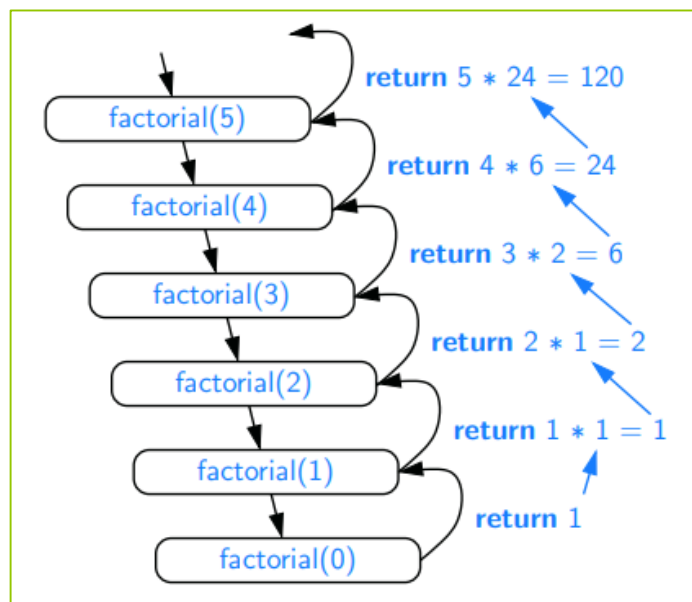 return 5 * 24 = 120
factorial(5)
return 4 * 6 = 24
factorial(4)
return 3 * 2 = 6
factorial(3)
return 2 * 1 = 2
factorial(2)
return 1 * 1 = 1
factorial(1)
return 1
factorial(0)